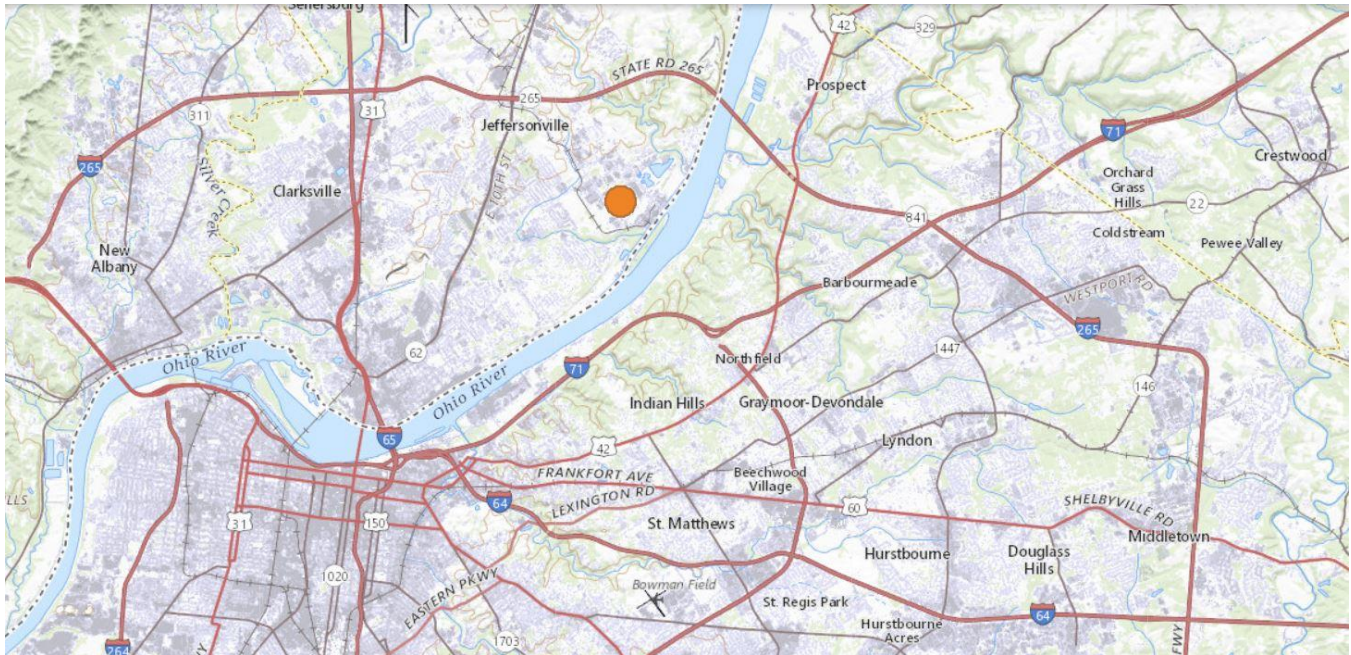 42
329
STATE RD 265
Prospect
311
31
265
Jeffersonville
71
Crestwood
265
Silver Creek
Clarksville
E 10TH ST
Orchard
Grass
Hills
22
841
Coldstream
Pewee Valley
New
Albany
Barbourmeade
WESTPORT RD
265
Ohio River
62
Ohio River
71
Northfield
1447
146
Indian Hills
Graymoor-Devondale
65
42
Lyndon
FRANKFORT AVE
Beechwood
Village
LEXINGTON RD
64
SHELBYVILLE RD
31
150
60
St. Matthews
Middletown
Hurstbourne
Douglass
Hills
1020
EASTERN PKWY
Bowman Field
St. Regis Park
64
Hurstbourne
Acres
264
1703
FWY